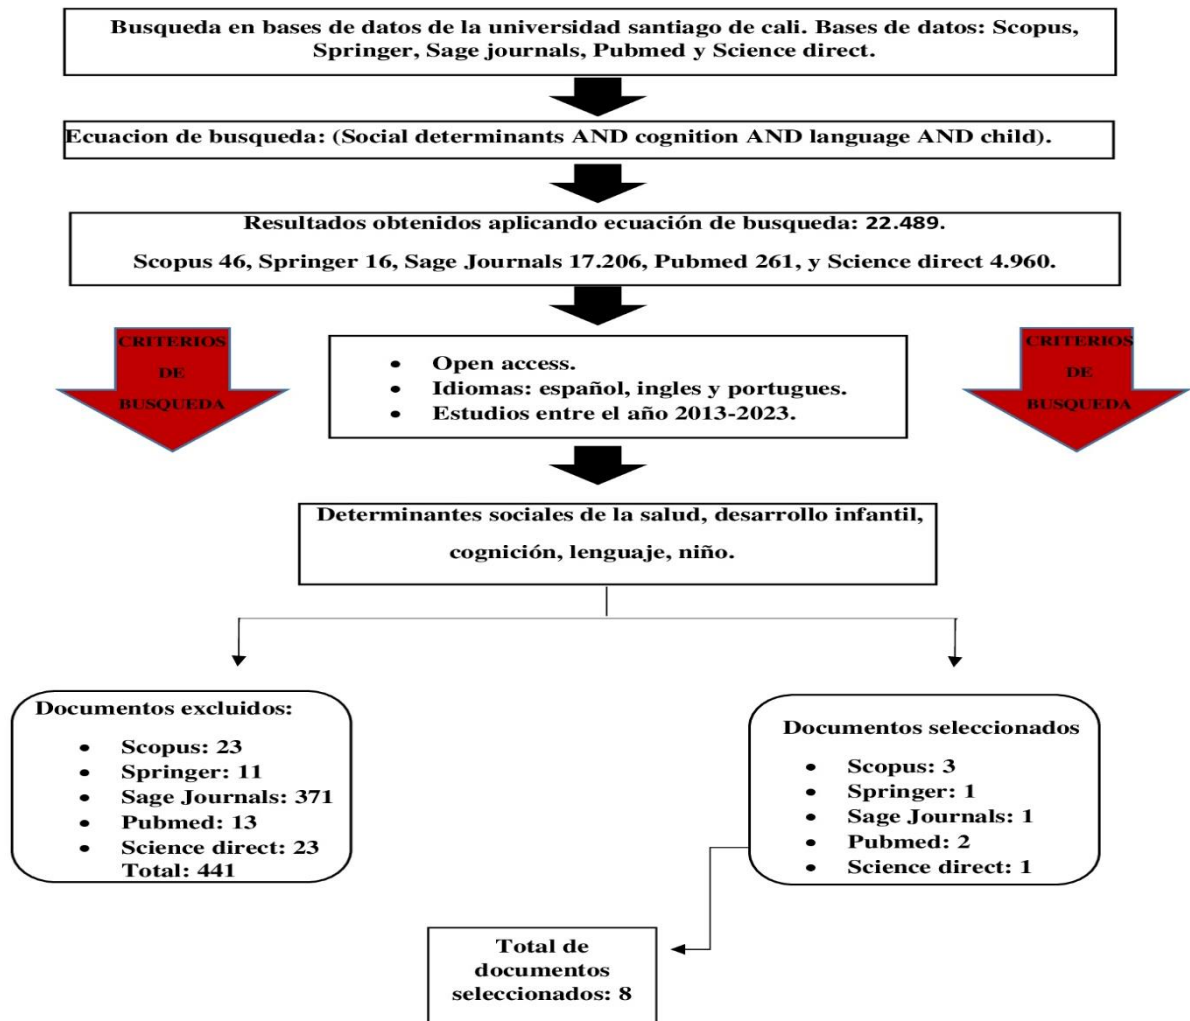 Busqueda en bases de datos de la universidad santiago de cali. Bases de datos: Scopus,
Springer, Sage journals, Pubmed y Science direct.
Ecuacion de busqueda: (Social determinants AND cognition AND language AND child).
Resultados obtenidos aplicando ecuación de busqueda: 22.489.
Scopus 46, Springer 16, Sage Journals 17.206, Pubmed 261, y Science direct 4.960.
CRITERIOS
DE
BUSQUEDA
• Open access.
• Idiomas: español, ingles y portugues.
• Estudios entre el año 2013-2023.
CRITERIOS
DE
BUSQUEDA
Determinantes sociales de la salud, desarrollo infantil,
cognición, lenguaje, niño.
Documentos excluidos:
• Scopus: 23
• Springer: 11
• Sage Journals: 371
• Pubmed: 13
• Science direct: 23
Total: 441
Documentos seleccionados
• Scopus: 3
• Springer: 1
• Sage Journals: 1
• Pubmed: 2
• Science direct: 1
Total de
documentos
seleccionados: 8